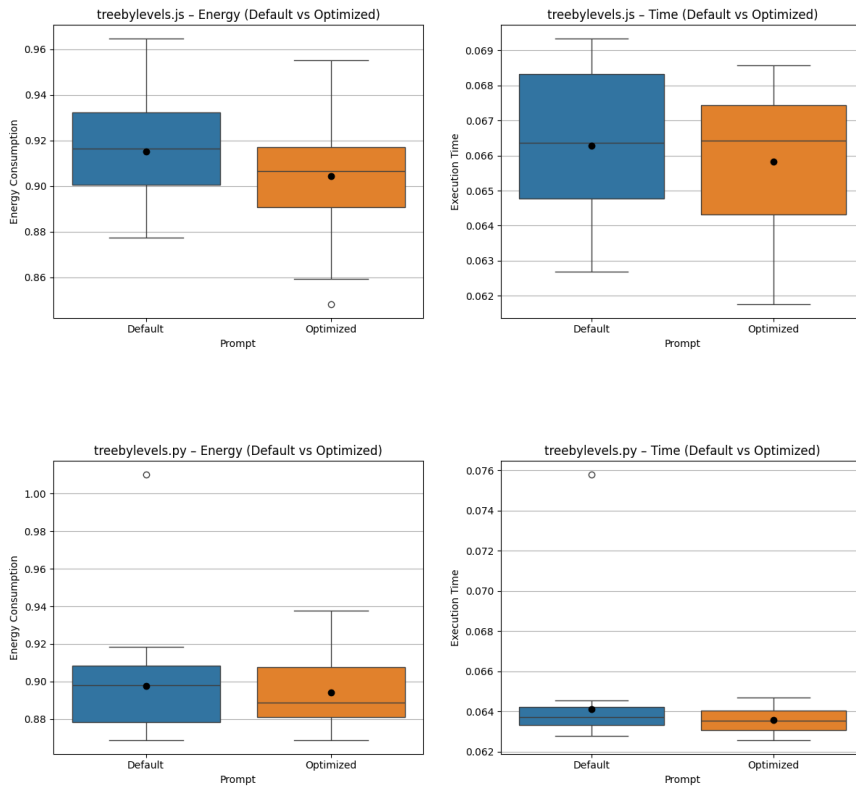 treebylevels.js – Energy (Default vs Optimized)
0.96
0.94
0.92
0.90
0.88
0.86
Energy Consumption
Default
Optimized
Prompt
treebylevels.js – Time (Default vs Optimized)
0.069
0.068
0.067
0.066
0.065
0.064
0.063
0.062
Execution Time
Default
Optimized
Prompt
treebylevels.py – Energy (Default vs Optimized)
1.00
0.98
0.96
0.94
0.92
0.90
0.88
Energy Consumption
Default
Optimized
Prompt
treebylevels.py – Time (Default vs Optimized)
0.076
0.074
0.072
0.070
0.068
0.066
0.064
0.062
Execution Time
Default
Optimized
Prompt